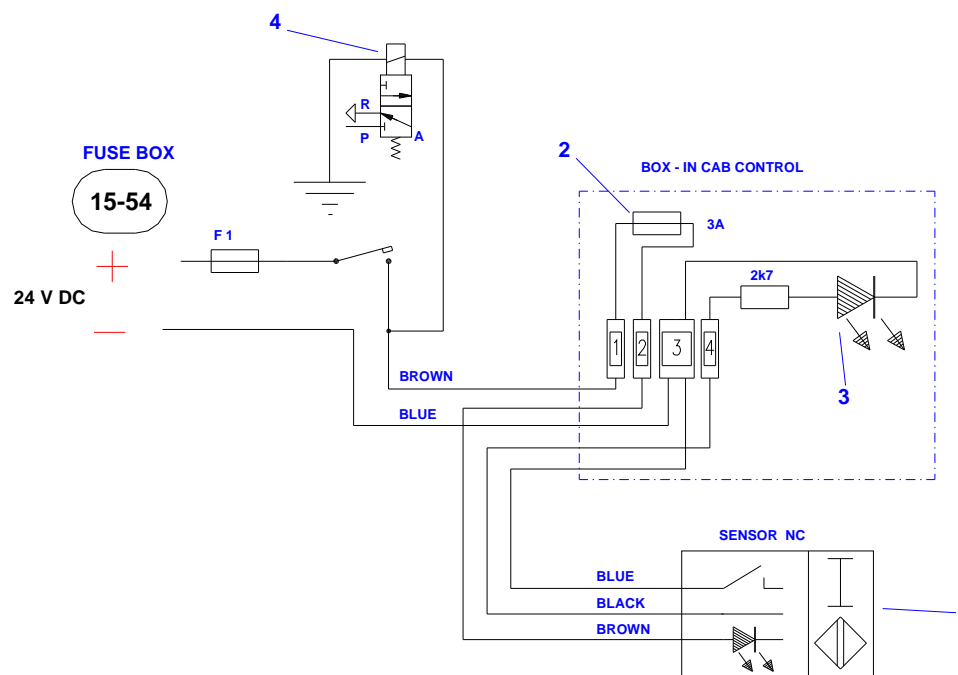 4
R
P
A
FUSE BOX
15-54
F 1
24 V DC
2
BOX - IN CAB CONTROL
3A
2k7
1
2
3
4
3
BROWN
BLUE
SENSOR NC
BLUE
BLACK
BROWN